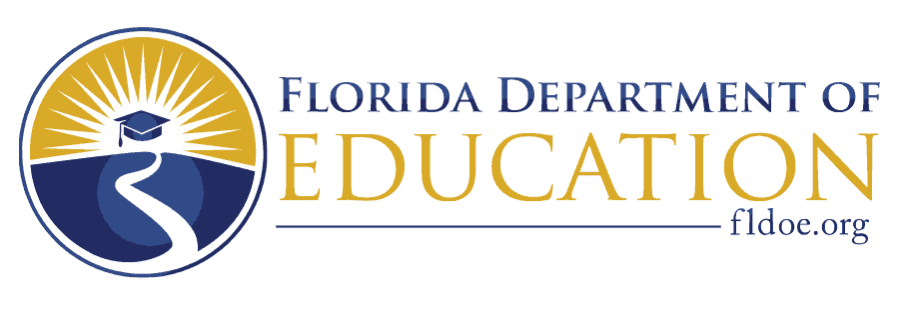 FLORIDA DEPARTMENT OF
EDUCATION
fldoe.org